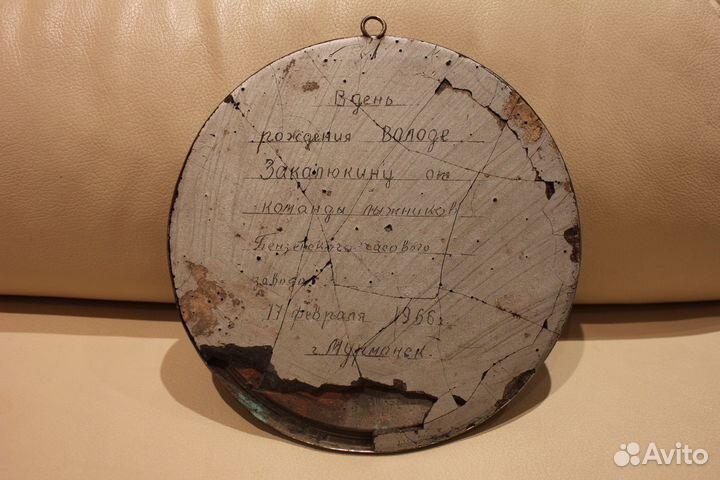 В день
рождения Володе
Закалюкину от
команды лыжников
Пензенского часового
завода.
17 февраля 1966 г.
г. Мурманск.
Avito